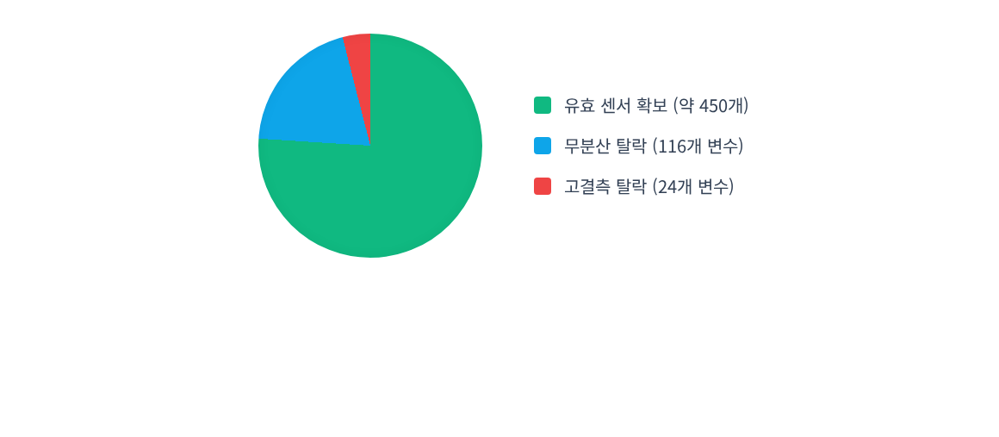 유효 센서 확보 (약 450개)
무분산 탈락 (116개 변수)
고결측 탈락 (24개 변수)